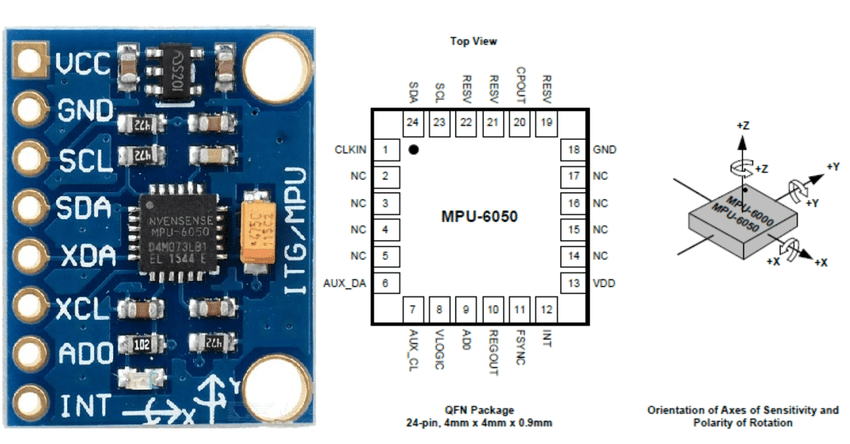 VCC
GND
SCL
SDA
XDA
XCL
AD0
INT
S20I
472
472
INVENSENSE
MPU-6050
D4M073LB1
EL 1544 E
475C
ITG/MPU
102
472
X
Y
Top View
SDA
SCL
RESV
RESV
CPOUT
RESV
24 23 22 21 20 19
CLKIN 1
NC 2
NC 3
NC 4
NC 5
AUX_DA 6
MPU-6050
18 GND
17 NC
16 NC
15 NC
14 NC
13 VDD
7 8 9 10 11 12
AUX_CL
VLOGIC
AD0
REGOUT
FSYNC
INT
QFN Package
24-pin, 4mm x 4mm x 0.9mm
+Z
+Z
+Y
+Y
MPU-6000
MPU-6050
+X
+X
Orientation of Axes of Sensitivity and
Polarity of Rotation